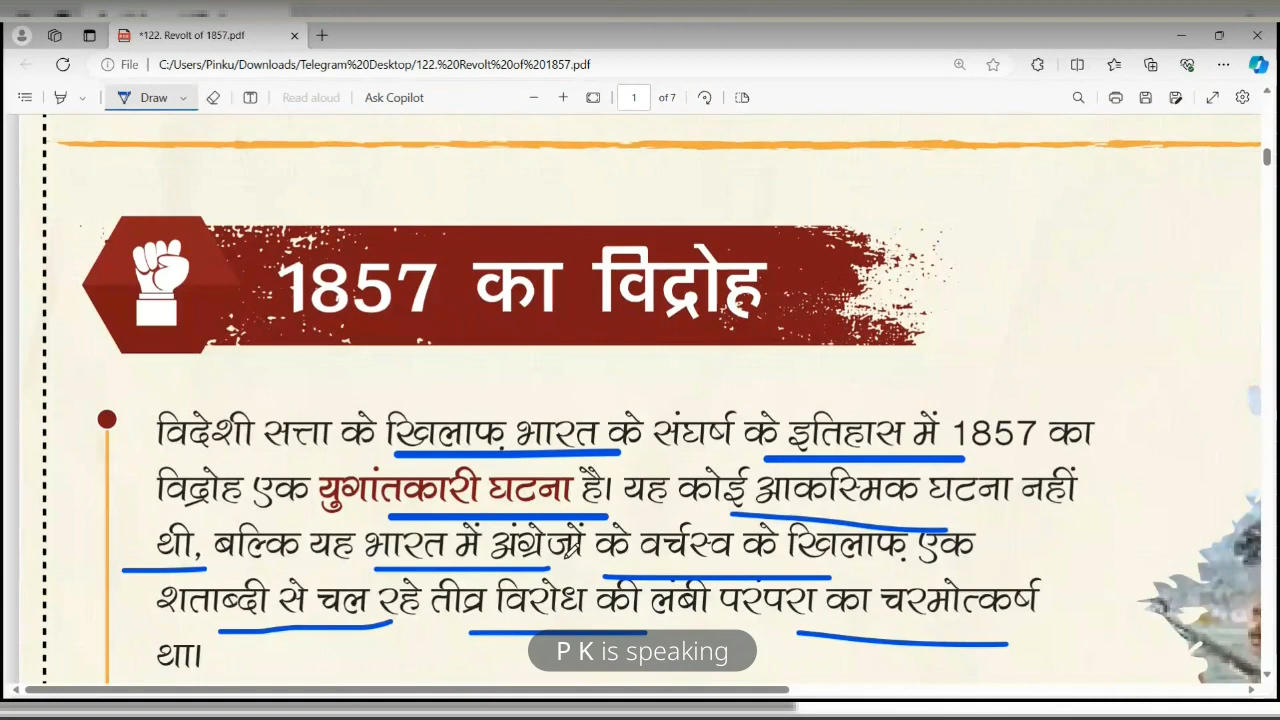 *122. Revolt of 1857.pdf
File C:/Users/Pinku/Downloads/Telegram%20Desktop/122.%20Revolt%20of%201857.pdf
Draw Read aloud Ask Copilot 1 of 7
1857 का विद्रोह
विदेशी सत्ता के खिलाफ़ भारत के संघर्ष के इतिहास में 1857 का
विद्रोह एक युगांतकारी घटना है। यह कोई आकस्मिक घटना नहीं
थी, बल्कि यह भारत में अंग्रेज़ों के वर्चस्व के खिलाफ़ एक
शताब्दी से चल रहे तीव्र विरोध की लंबी परंपरा का चरमोत्कर्ष
था।
P K is speaking